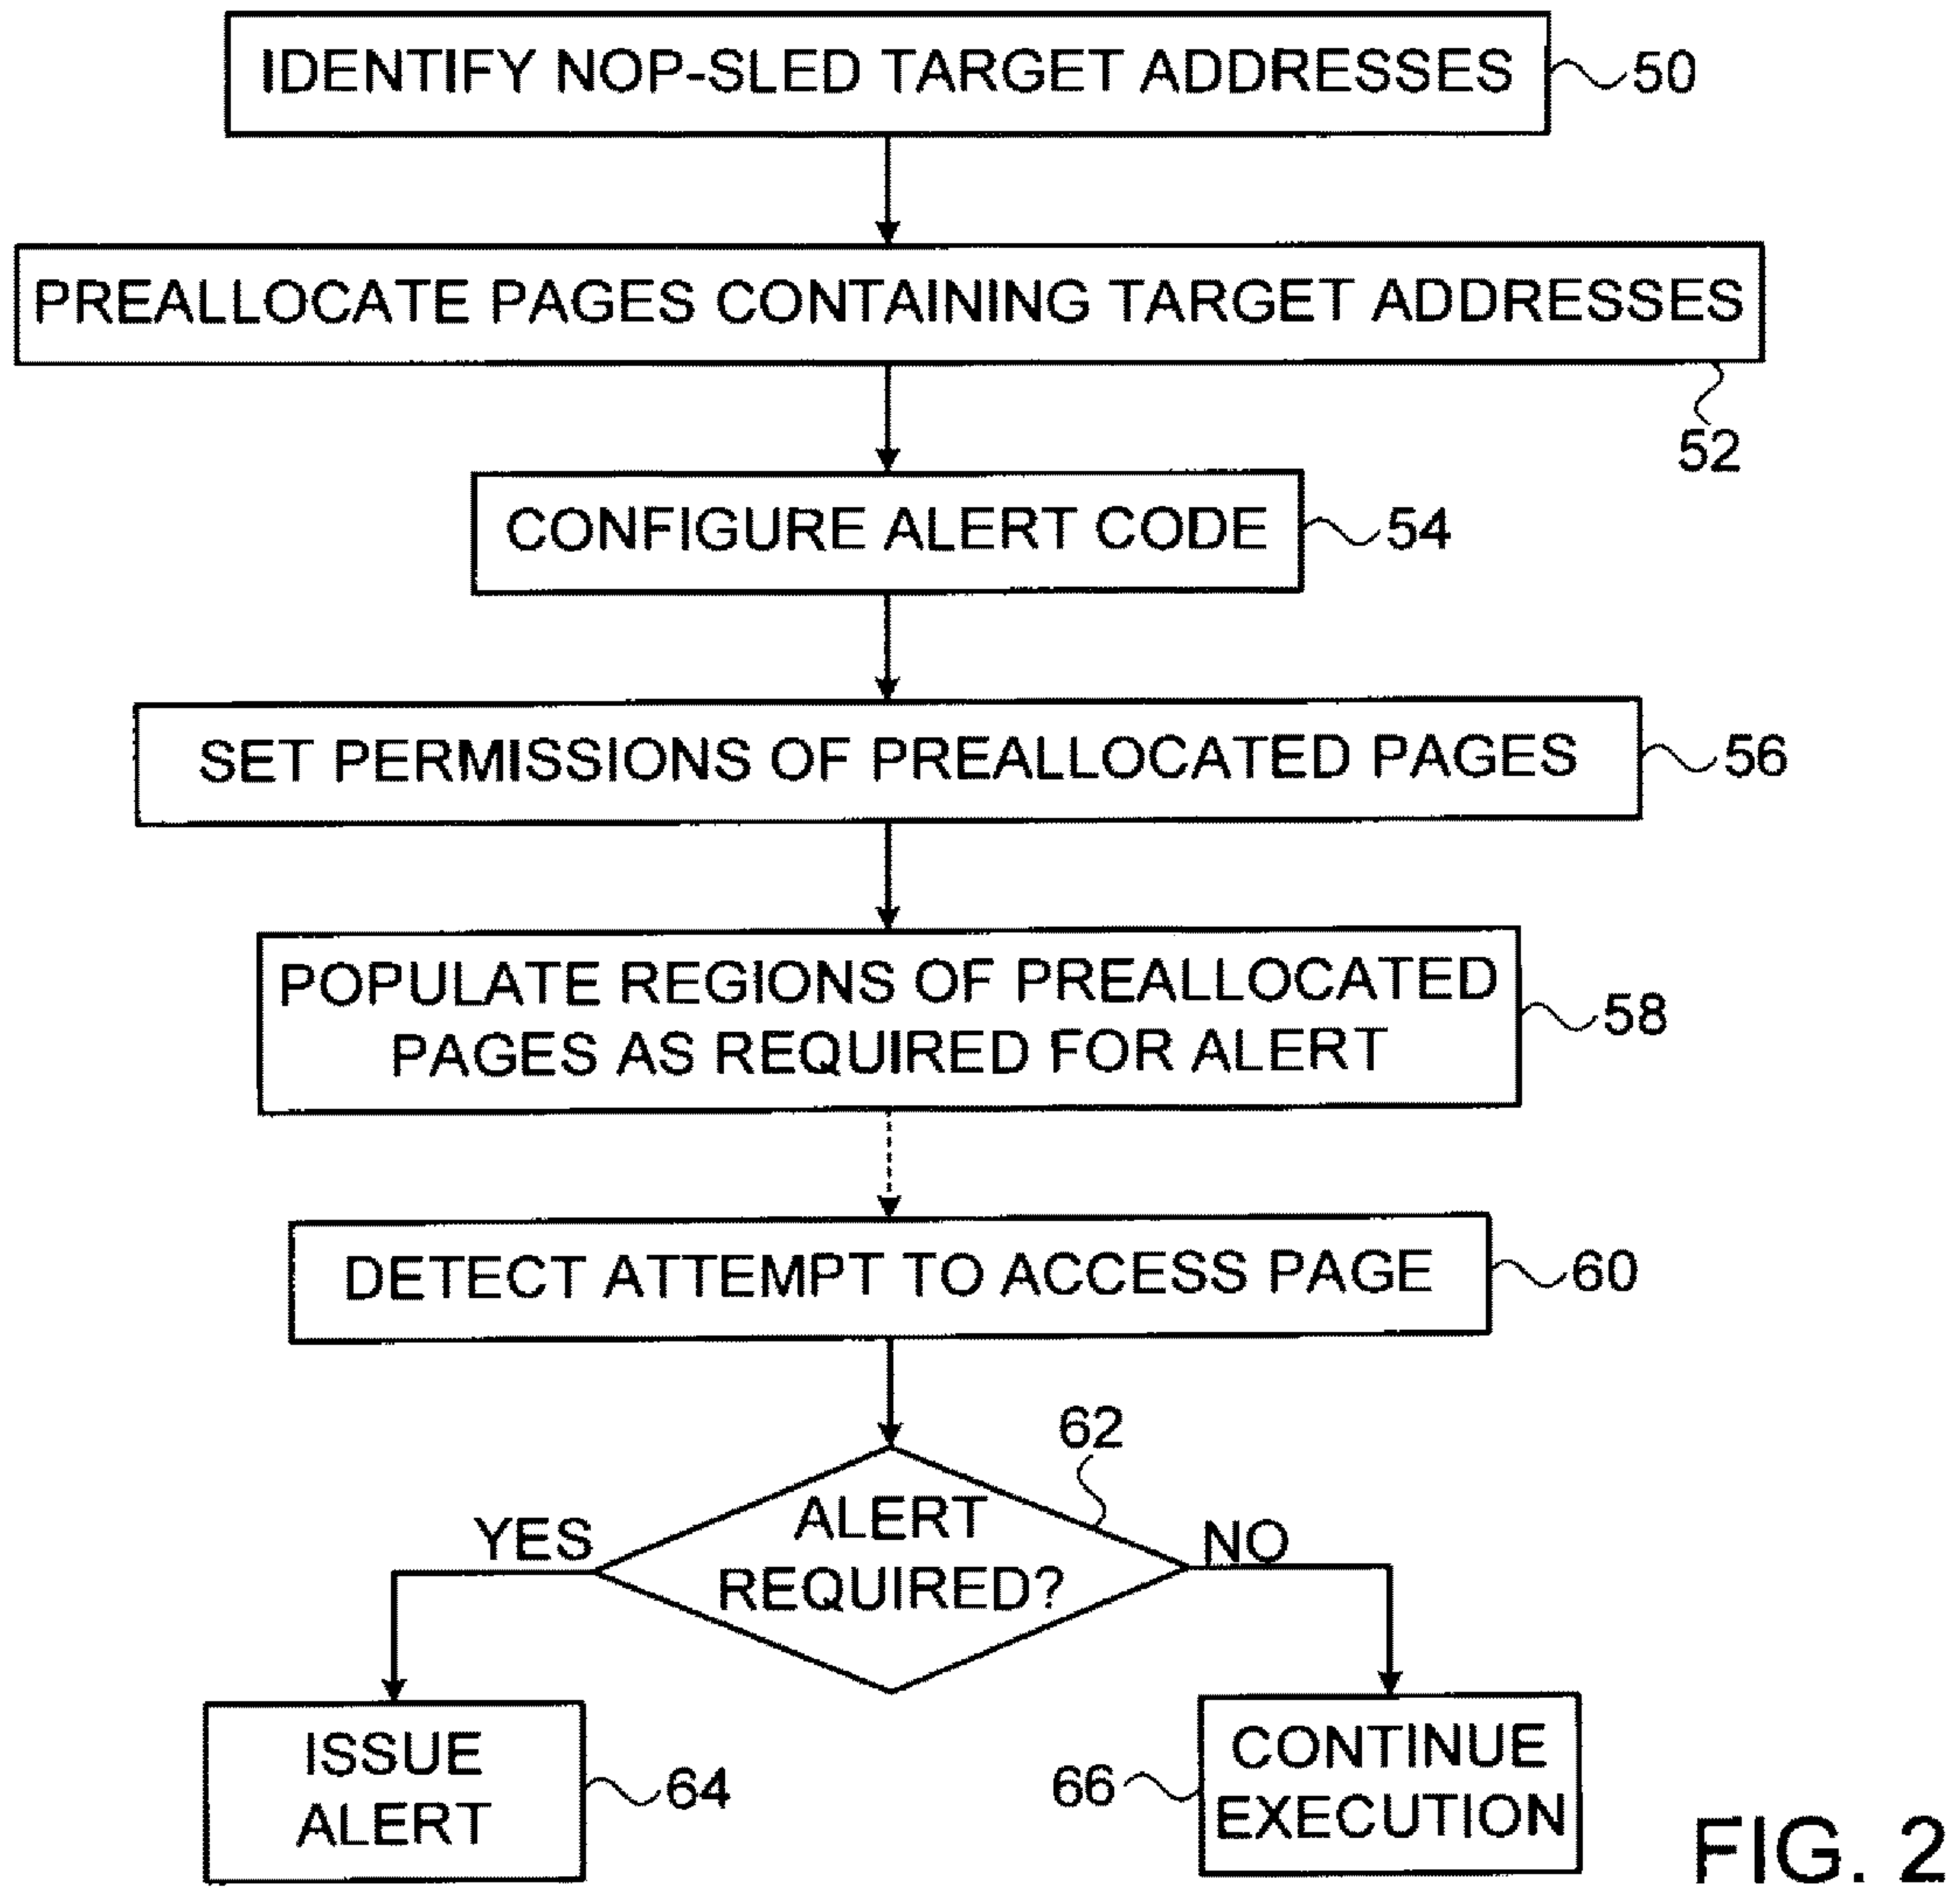 IDENTIFY NOP-SLED TARGET ADDRESSES
50
PREALLOCATE PAGES CONTAINING TARGET ADDRESSES
52
CONFIGURE ALERT CODE
54
SET PERMISSIONS OF PREALLOCATED PAGES
56
POPULATE REGIONS OF PREALLOCATED
PAGES AS REQUIRED FOR ALERT
58
DETECT ATTEMPT TO ACCESS PAGE
60
62
ALERT
REQUIRED?
YES
NO
ISSUE
ALERT
64
66
CONTINUE
EXECUTION
FIG. 2